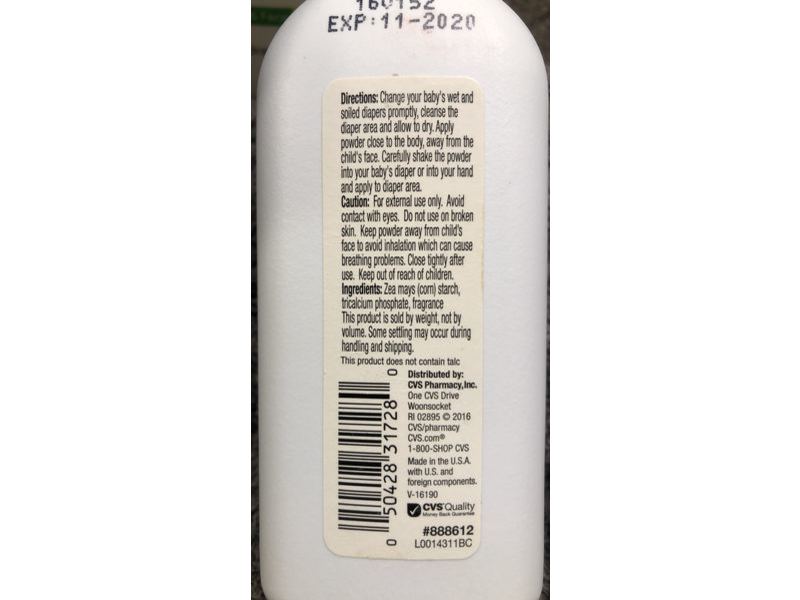 160152
EXP:11-2020
Directions: Change your baby's wet and
soiled diapers promptly, cleanse the
diaper area and allow to dry. Apply
powder close to the body, away from the
child's face. Carefully shake the powder
into your baby's diaper or into your hand
and apply to diaper area.
Caution: For external use only. Avoid
contact with eyes. Do not use on broken
skin. Keep powder away from child's
face to avoid inhalation which can cause
breathing problems. Close tightly after
use. Keep out of reach of children.
Ingredients: Zea mays (corn) starch,
tricalcium phosphate, fragrance
This product is sold by weight, not by
volume. Some settling may occur during
handling and shipping.
This product does not contain talc
0 50428 31728 0
Distributed by:
CVS Pharmacy,Inc.
One CVS Drive
Woonsocket
RI 02895 © 2016
CVS/pharmacy
CVS.com®
1-800-SHOP CVS
Made in the U.S.A.
with U.S. and
foreign components.
V-16190
CVS Quality
Money Back Guarantee
#888612
L0014311BC